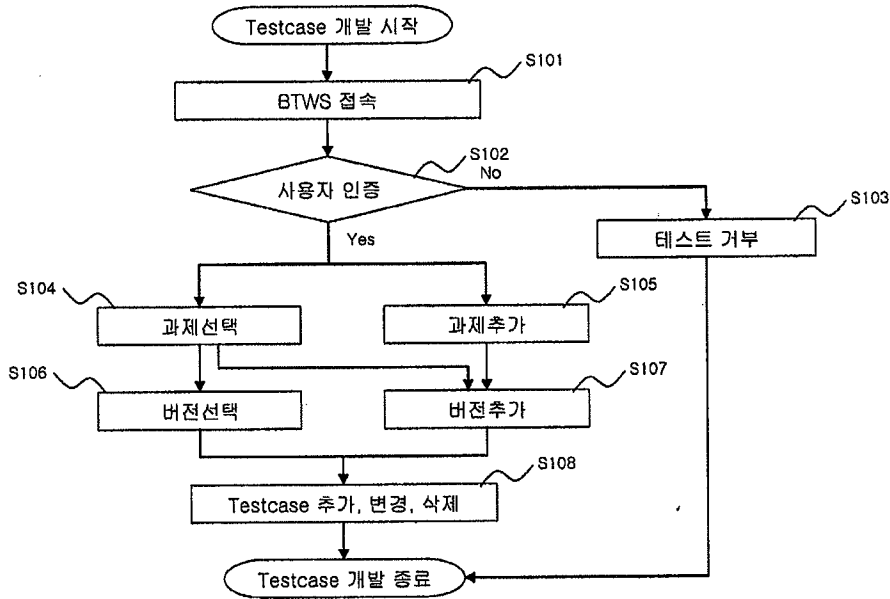 Testcase 개발 시작
S101
BTWS 접속
S102
사용자 인증
No
S103
테스트 거부
Yes
S104
과제선택
S105
과제추가
S106
버전선택
S107
버전추가
S108
Testcase 추가, 변경, 삭제
Testcase 개발 종료